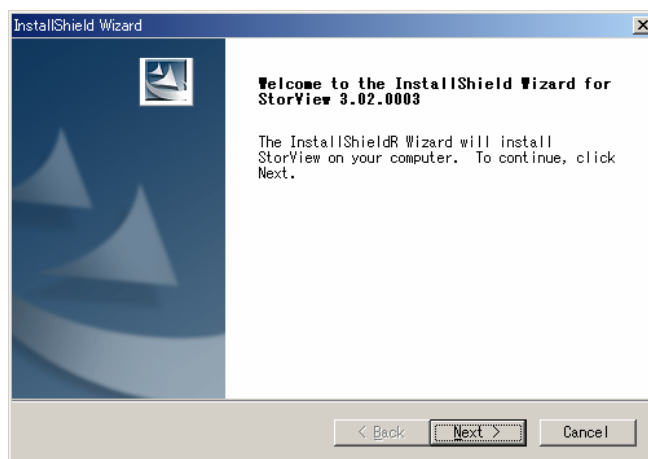 InstallShield Wizard
Welcome to the InstallShield Wizard for
StorView 3.02.0003
The InstallShieldR Wizard will install
StorView on your computer.  To continue, click
Next.
< Back
Next >
Cancel